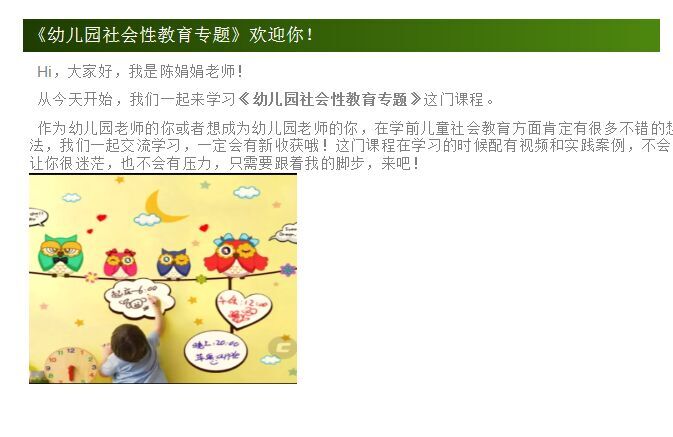 《幼儿园社会性教育专题》欢迎你！
Hi，大家好，我是陈娟娟老师！
从今天开始，我们一起来学习《幼儿园社会性教育专题》这门课程。
作为幼儿园老师的你或者想成为幼儿园老师的你，在学前儿童社会教育方面肯定有很多不错的想
法，我们一起交流学习，一定会有新收获哦！这门课程在学习的时候配有视频和实践案例，不会
让你很迷茫，也不会有压力，只需要跟着我的脚步，来吧！
起床 6:00
午休:12:00
晚上:20:00